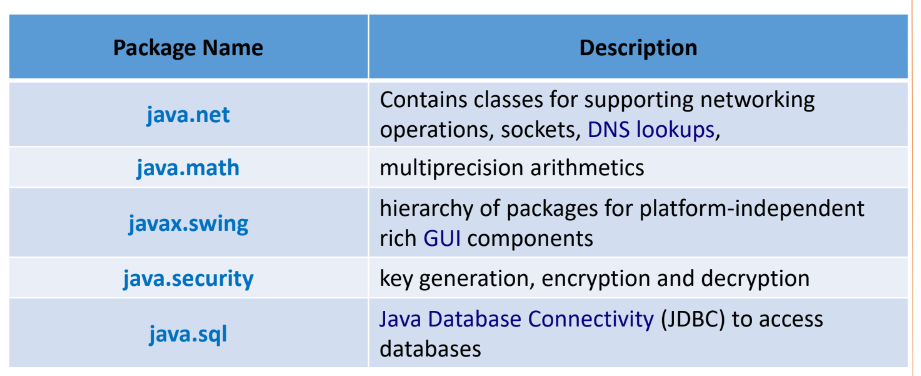 Package Name
Description
java.net
Contains classes for supporting networking
operations, sockets, DNS lookups,
java.math
multiprecision arithmetics
javax.swing
hierarchy of packages for platform-independent
rich GUI components
java.security
key generation, encryption and decryption
java.sql
Java Database Connectivity (JDBC) to access
databases